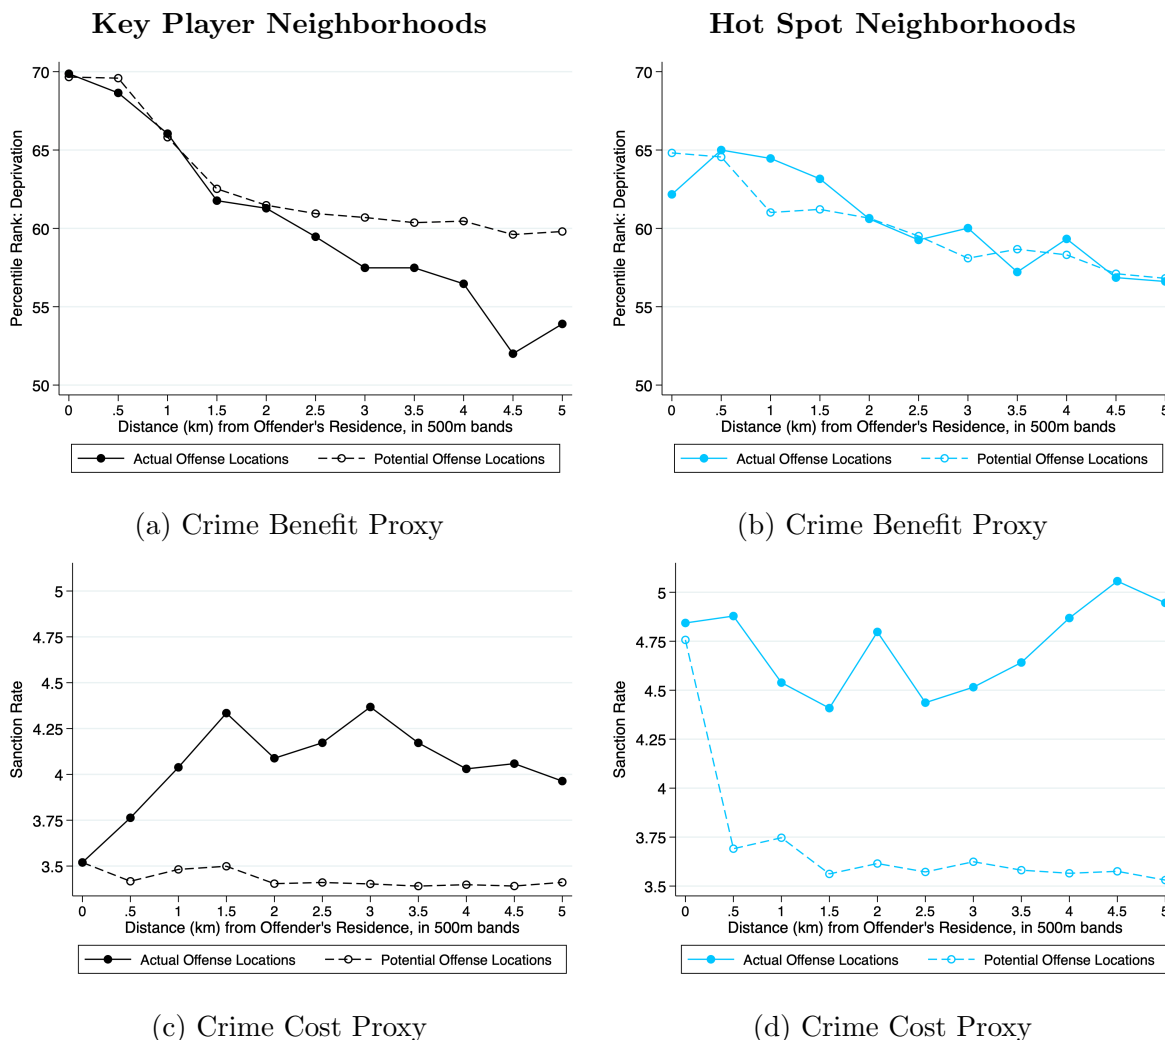 Key Player Neighborhoods
Hot Spot Neighborhoods
70
65
60
55
50
Percentile Rank: Deprivation
0 .5 1 1.5 2 2.5 3 3.5 4 4.5 5
Distance (km) from Offender's Residence, in 500m bands
Actual Offense Locations Potential Offense Locations
(a) Crime Benefit Proxy
70
65
60
55
50
Percentile Rank: Deprivation
0 .5 1 1.5 2 2.5 3 3.5 4 4.5 5
Distance (km) from Offender's Residence, in 500m bands
Actual Offense Locations Potential Offense Locations
(b) Crime Benefit Proxy
5
4.75
4.5
4.25
4
3.75
3.5
Sanction Rate
0 .5 1 1.5 2 2.5 3 3.5 4 4.5 5
Distance (km) from Offender's Residence, in 500m bands
Actual Offense Locations Potential Offense Locations
(c) Crime Cost Proxy
5
4.75
4.5
4.25
4
3.75
3.5
Sanction Rate
0 .5 1 1.5 2 2.5 3 3.5 4 4.5 5
Distance (km) from Offender's Residence, in 500m bands
Actual Offense Locations Potential Offense Locations
(d) Crime Cost Proxy